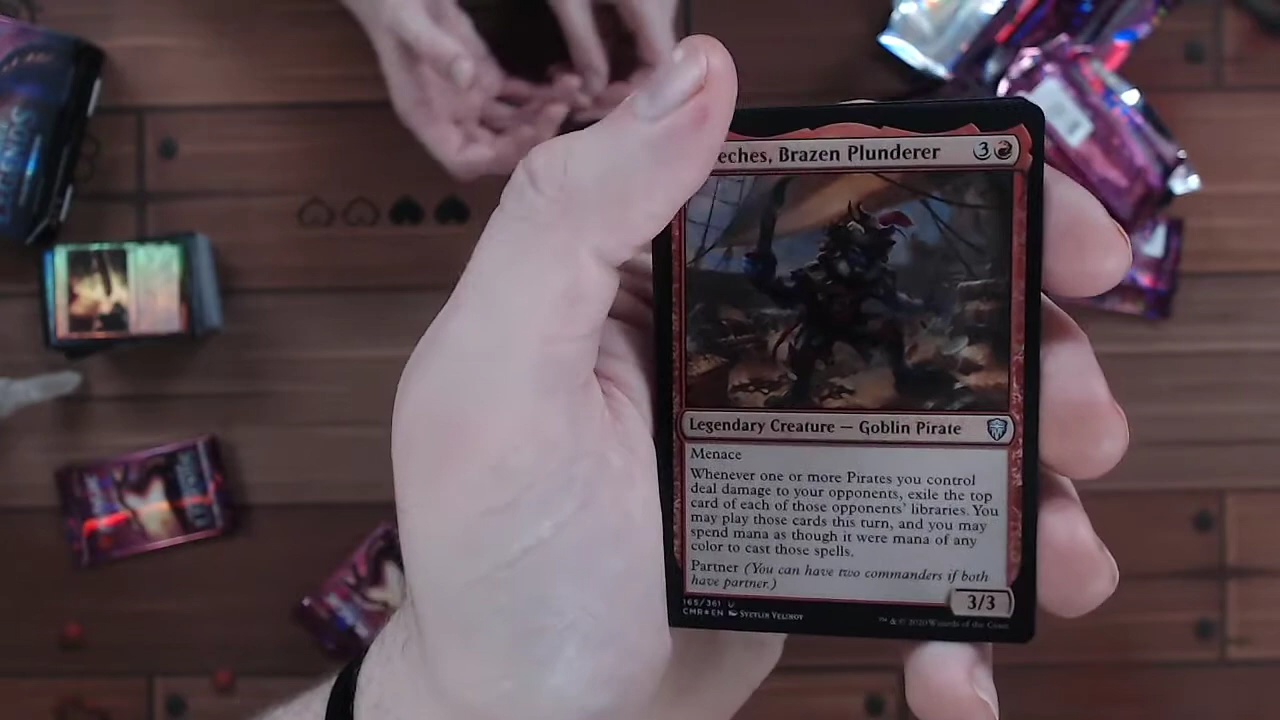 eches, Brazen Plunderer 3
Legendary Creature — Goblin Pirate
Menace
Whenever one or more Pirates you control
deal damage to your opponents, exile the top
card of each of those opponents' libraries. You
may play those cards this turn, and you may
spend mana as though it were mana of any
color to cast those spells.
Partner (You can have two commanders if both
have partner.)
3/3
165/361 U
CMR★EN Svetlin Velinov
™ & © 2020 Wizards of the Coast
LEGENDS